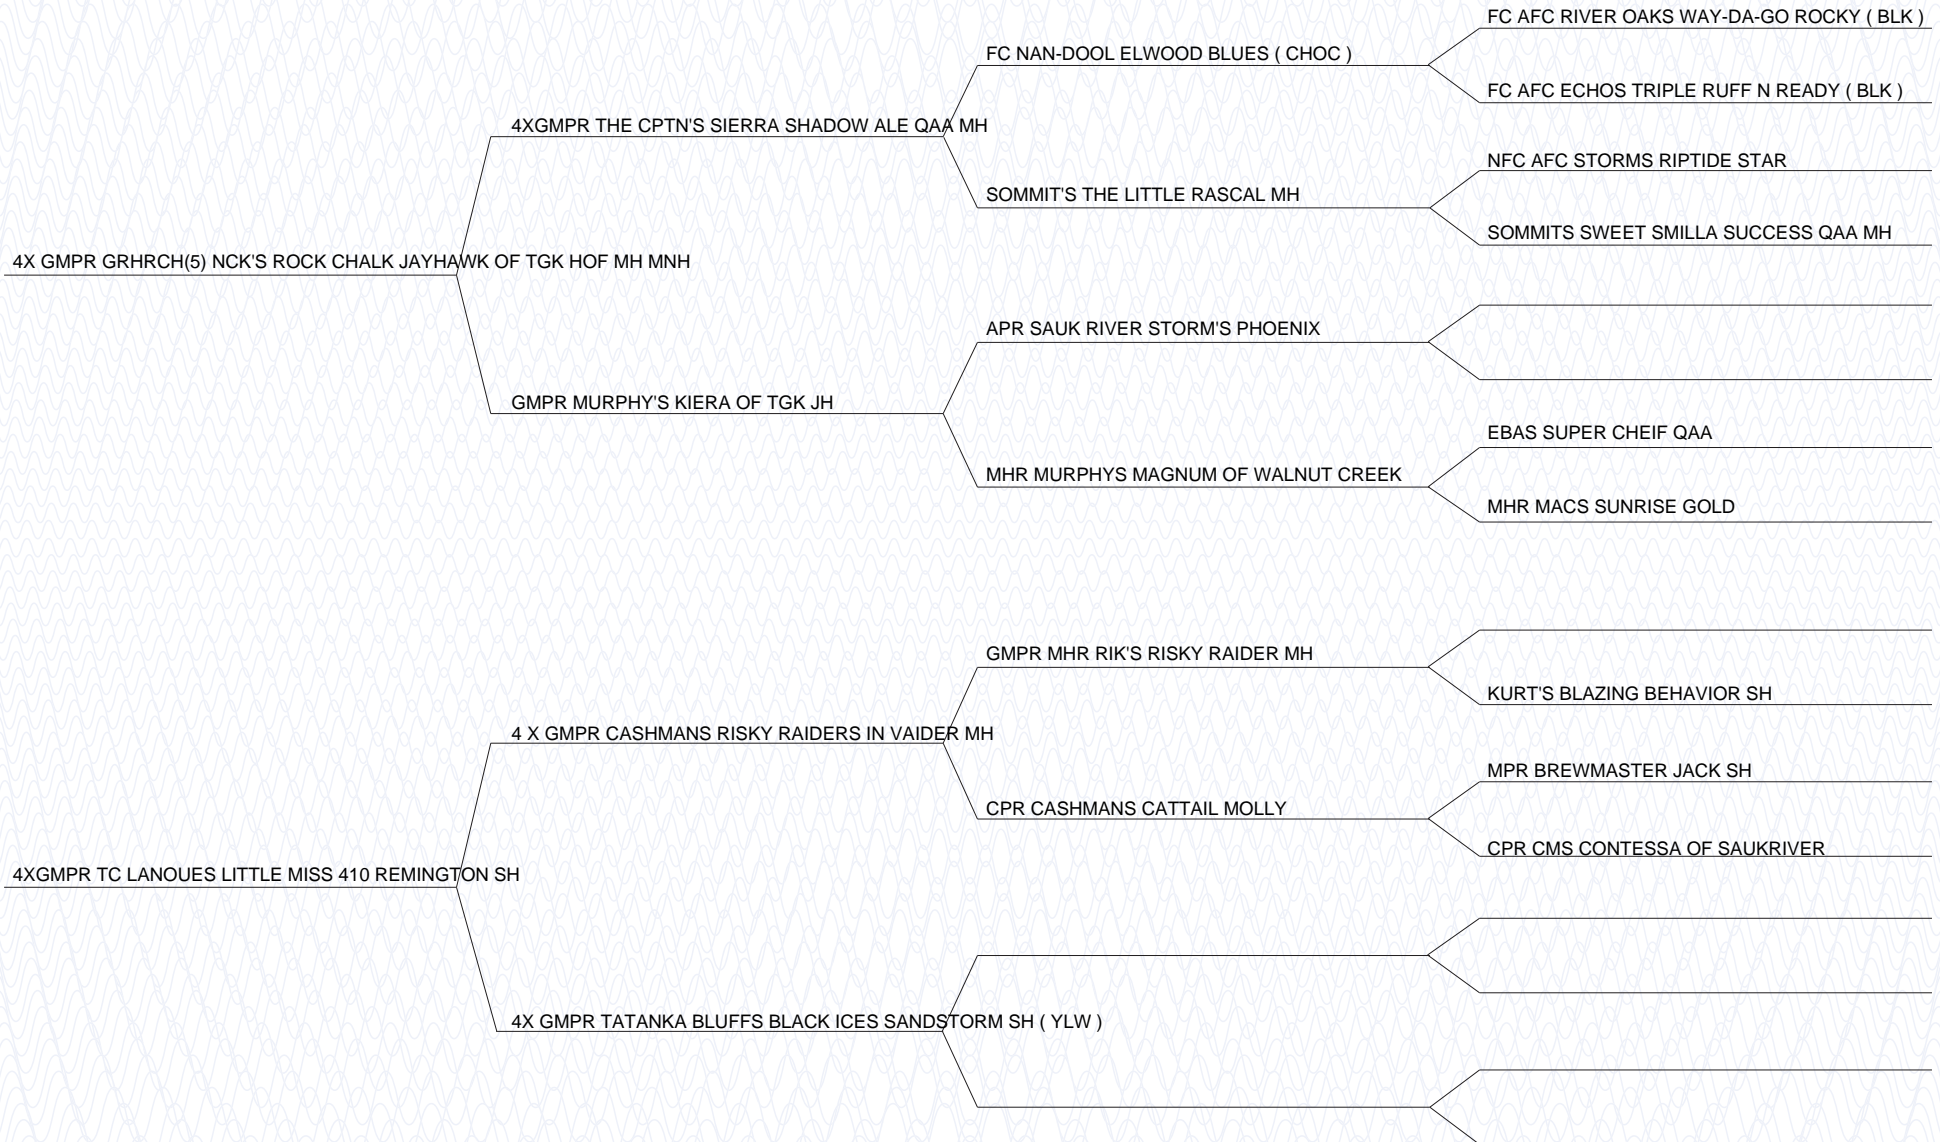 FC AFC RIVER OAKS WAY-DA-GO ROCKY ( BLK )
FC NAN-DOOL ELWOOD BLUES ( CHOC )
FC AFC ECHOS TRIPLE RUFF N READY ( BLK )
4XGMPR THE CPTN'S SIERRA SHADOW ALE QAA MH
NFC AFC STORMS RIPTIDE STAR
SOMMIT'S THE LITTLE RASCAL MH
SOMMITS SWEET SMILLA SUCCESS QAA MH
4X GMPR GRHRCH(5) NCK'S ROCK CHALK JAYHAWK OF TGK HOF MH MNH
APR SAUK RIVER STORM'S PHOENIX
GMPR MURPHY'S KIERA OF TGK JH
EBAS SUPER CHEIF QAA
MHR MURPHYS MAGNUM OF WALNUT CREEK
MHR MACS SUNRISE GOLD
GMPR MHR RIK'S RISKY RAIDER MH
KURT'S BLAZING BEHAVIOR SH
4 X GMPR CASHMANS RISKY RAIDERS IN VAIDER MH
MPR BREWMASTER JACK SH
CPR CASHMANS CATTAIL MOLLY
CPR CMS CONTESSA OF SAUKRIVER
4XGMPR TC LANOUES LITTLE MISS 410 REMINGTON SH
4X GMPR TATANKA BLUFFS BLACK ICES SANDSTORM SH ( YLW )